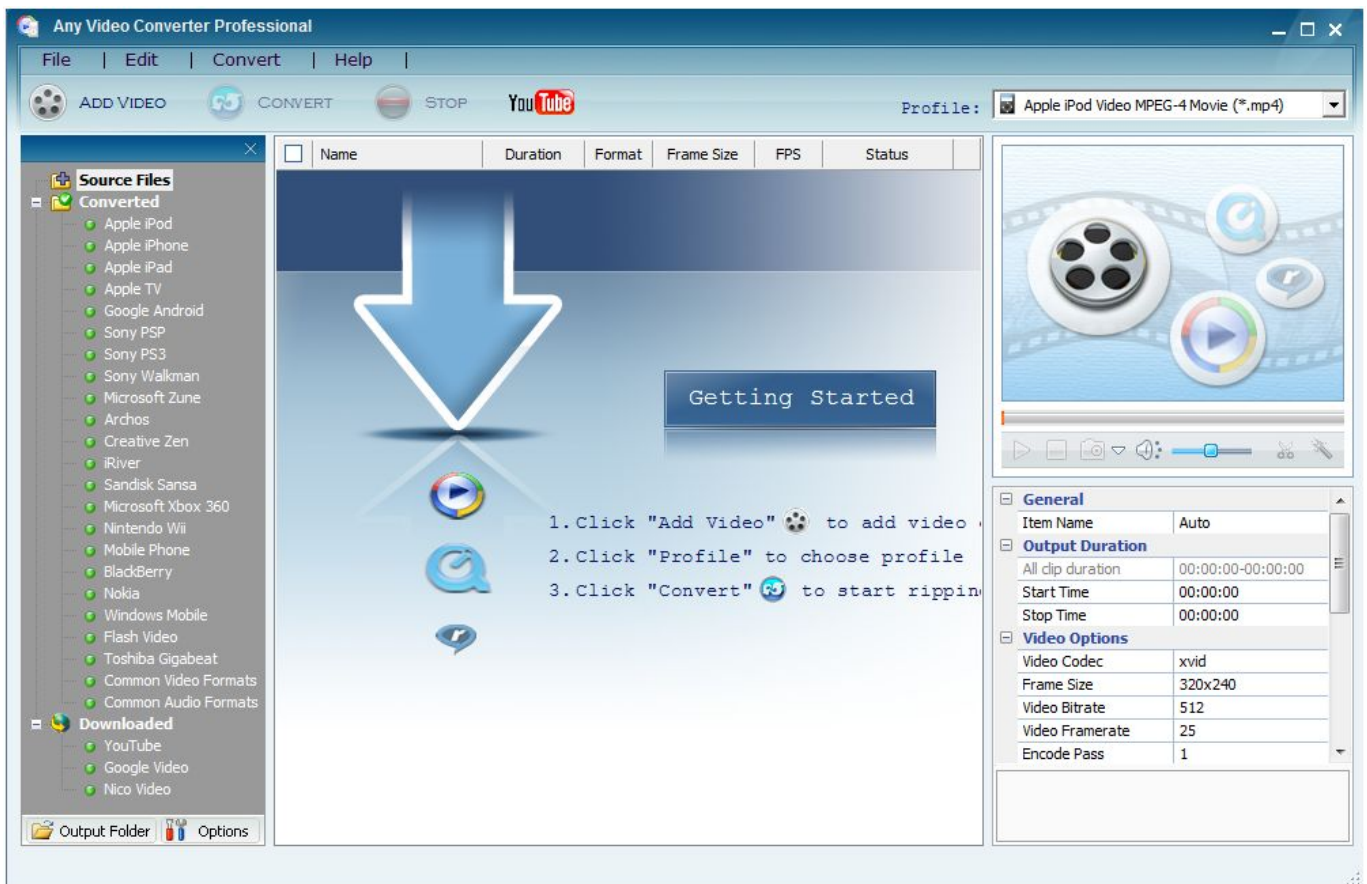 Any Video Converter Professional
File | Edit | Convert | Help |
ADD VIDEO CONVERT STOP YouTube Profile: Apple iPod Video MPEG-4 Movie (*.mp4)
Name Duration Format Frame Size FPS Status
Source Files
Converted
Apple iPod
Apple iPhone
Apple iPad
Apple TV
Google Android
Sony PSP
Sony PS3
Sony Walkman
Microsoft Zune
Archos
Creative Zen
iRiver
Sandisk Sansa
Microsoft Xbox 360
Nintendo Wii
Mobile Phone
BlackBerry
Nokia
Windows Mobile
Flash Video
Toshiba Gigabeat
Common Video Formats
Common Audio Formats
Downloaded
YouTube
Google Video
Nico Video
Output Folder Options
Getting Started
1.Click "Add Video" to add video
2.Click "Profile" to choose profile
3.Click "Convert" to start rippin
General
Item Name Auto
Output Duration
All clip duration 00:00:00-00:00:00
Start Time 00:00:00
Stop Time 00:00:00
Video Options
Video Codec xvid
Frame Size 320x240
Video Bitrate 512
Video Framerate 25
Encode Pass 1